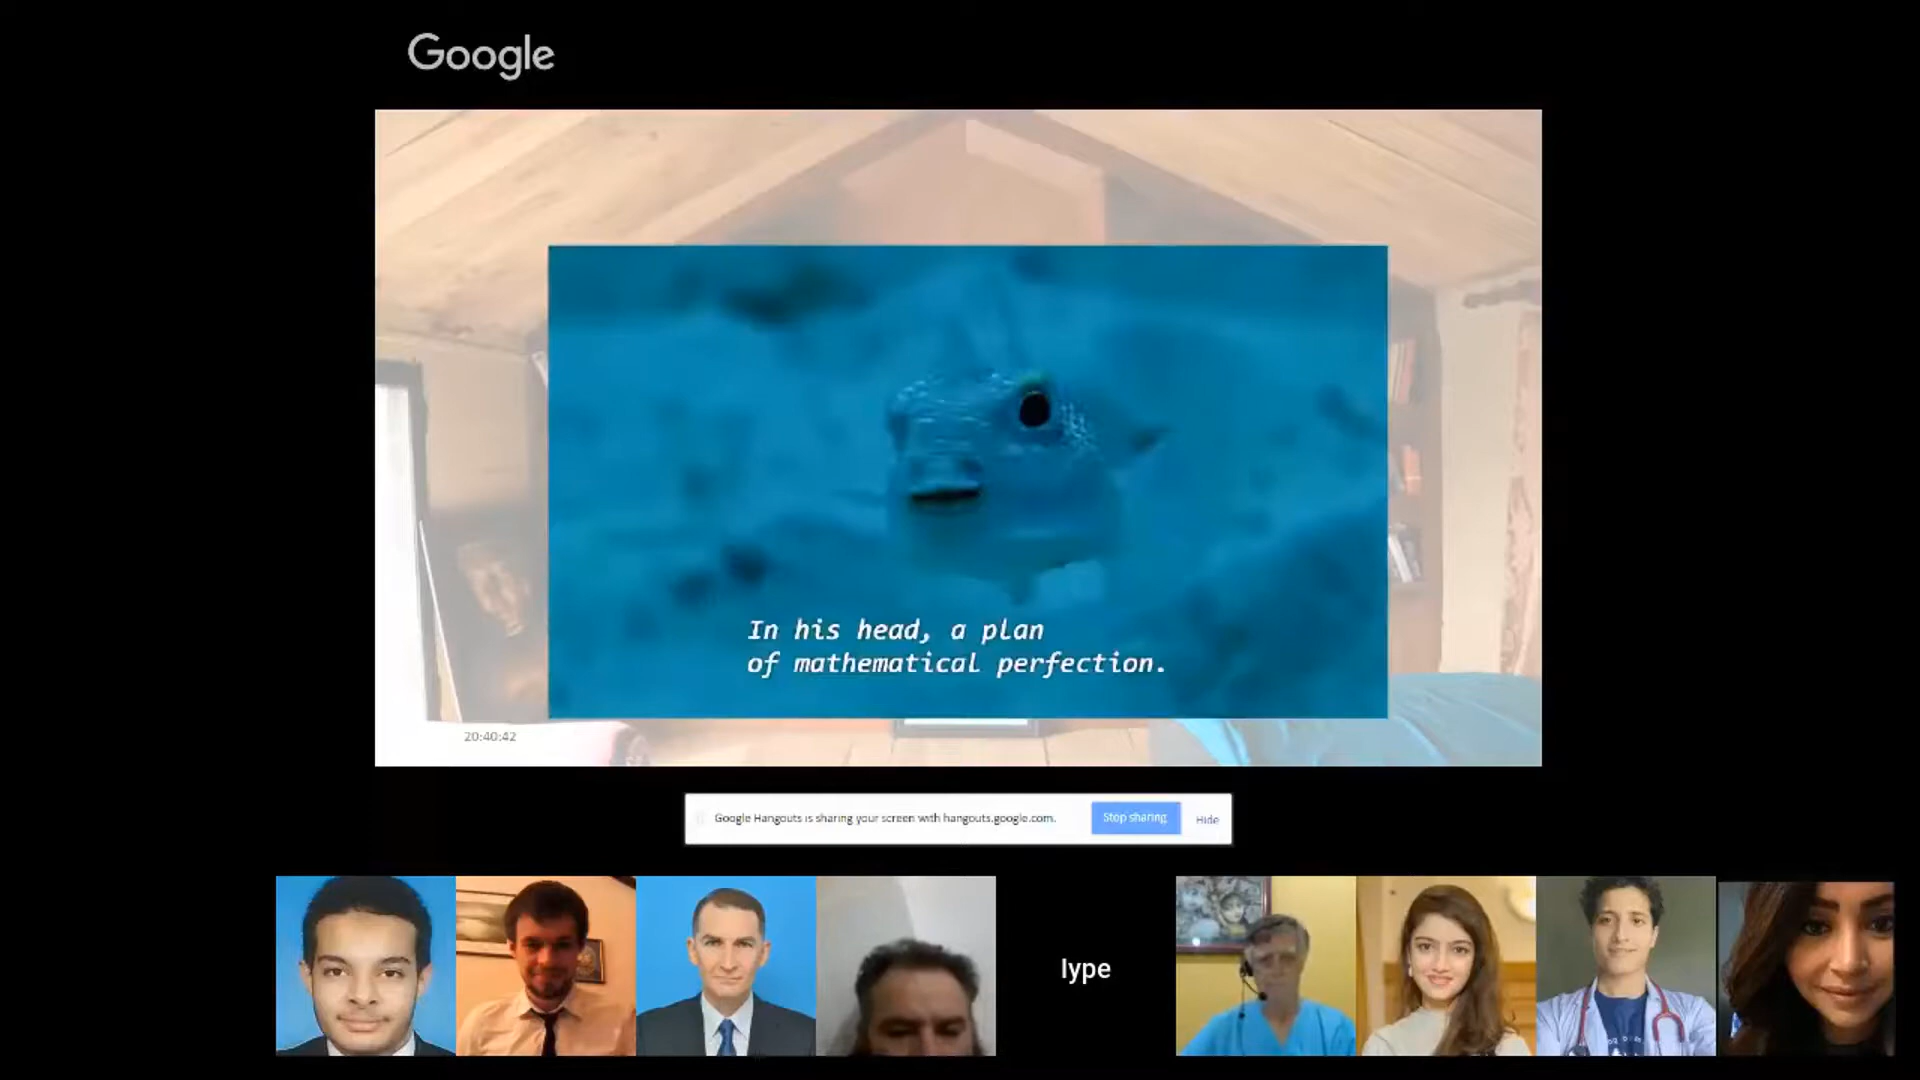 Google
In his head, a plan
of mathematical perfection.
20:40:42
Google Hangouts is sharing your screen with hangouts.google.com.
Stop sharing
Hide
Iype